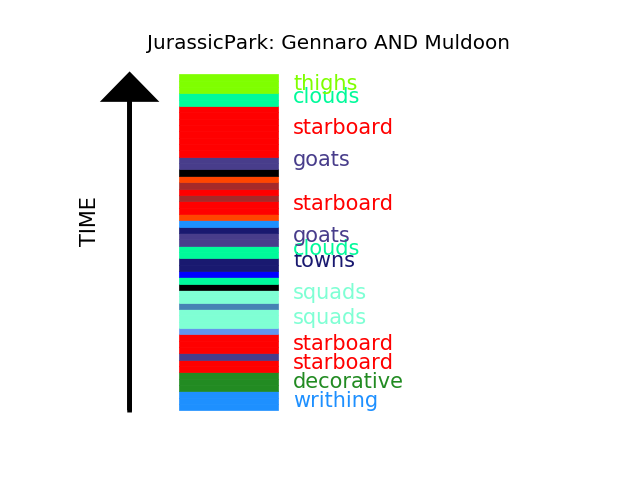 JurassicPark: Gennaro AND Muldoon
thighs
clouds
starboard
goats
starboard
goats
clouds
towns
squads
squads
starboard
starboard
decorative
writhing
TIME